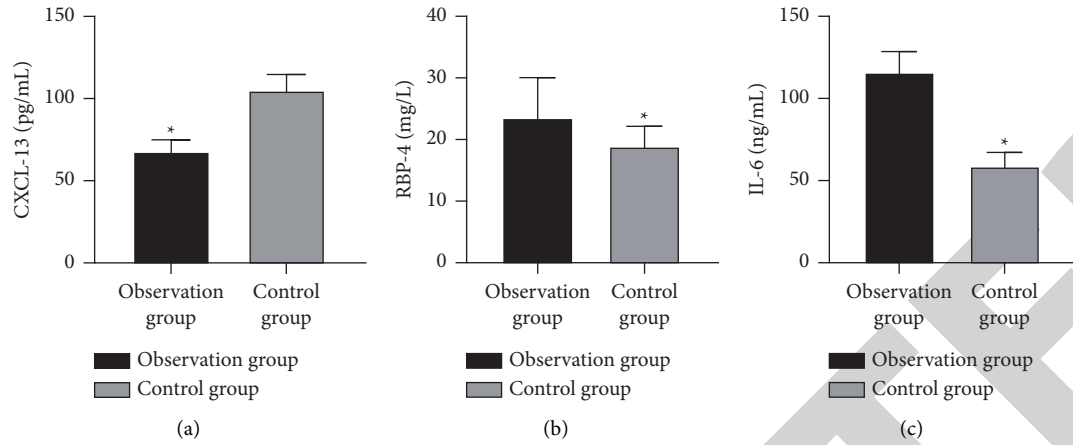 150
100
50
0
CXCL-13 (pg/mL)
*
Observation
group
Control
group
Observation group
Control group
(a)
40
30
20
10
0
RBP-4 (mg/L)
*
Observation
group
Control
group
Observation group
Control group
(b)
150
100
50
0
IL-6 (ng/mL)
*
Observation
group
Control
group
Observation group
Control group
(c)